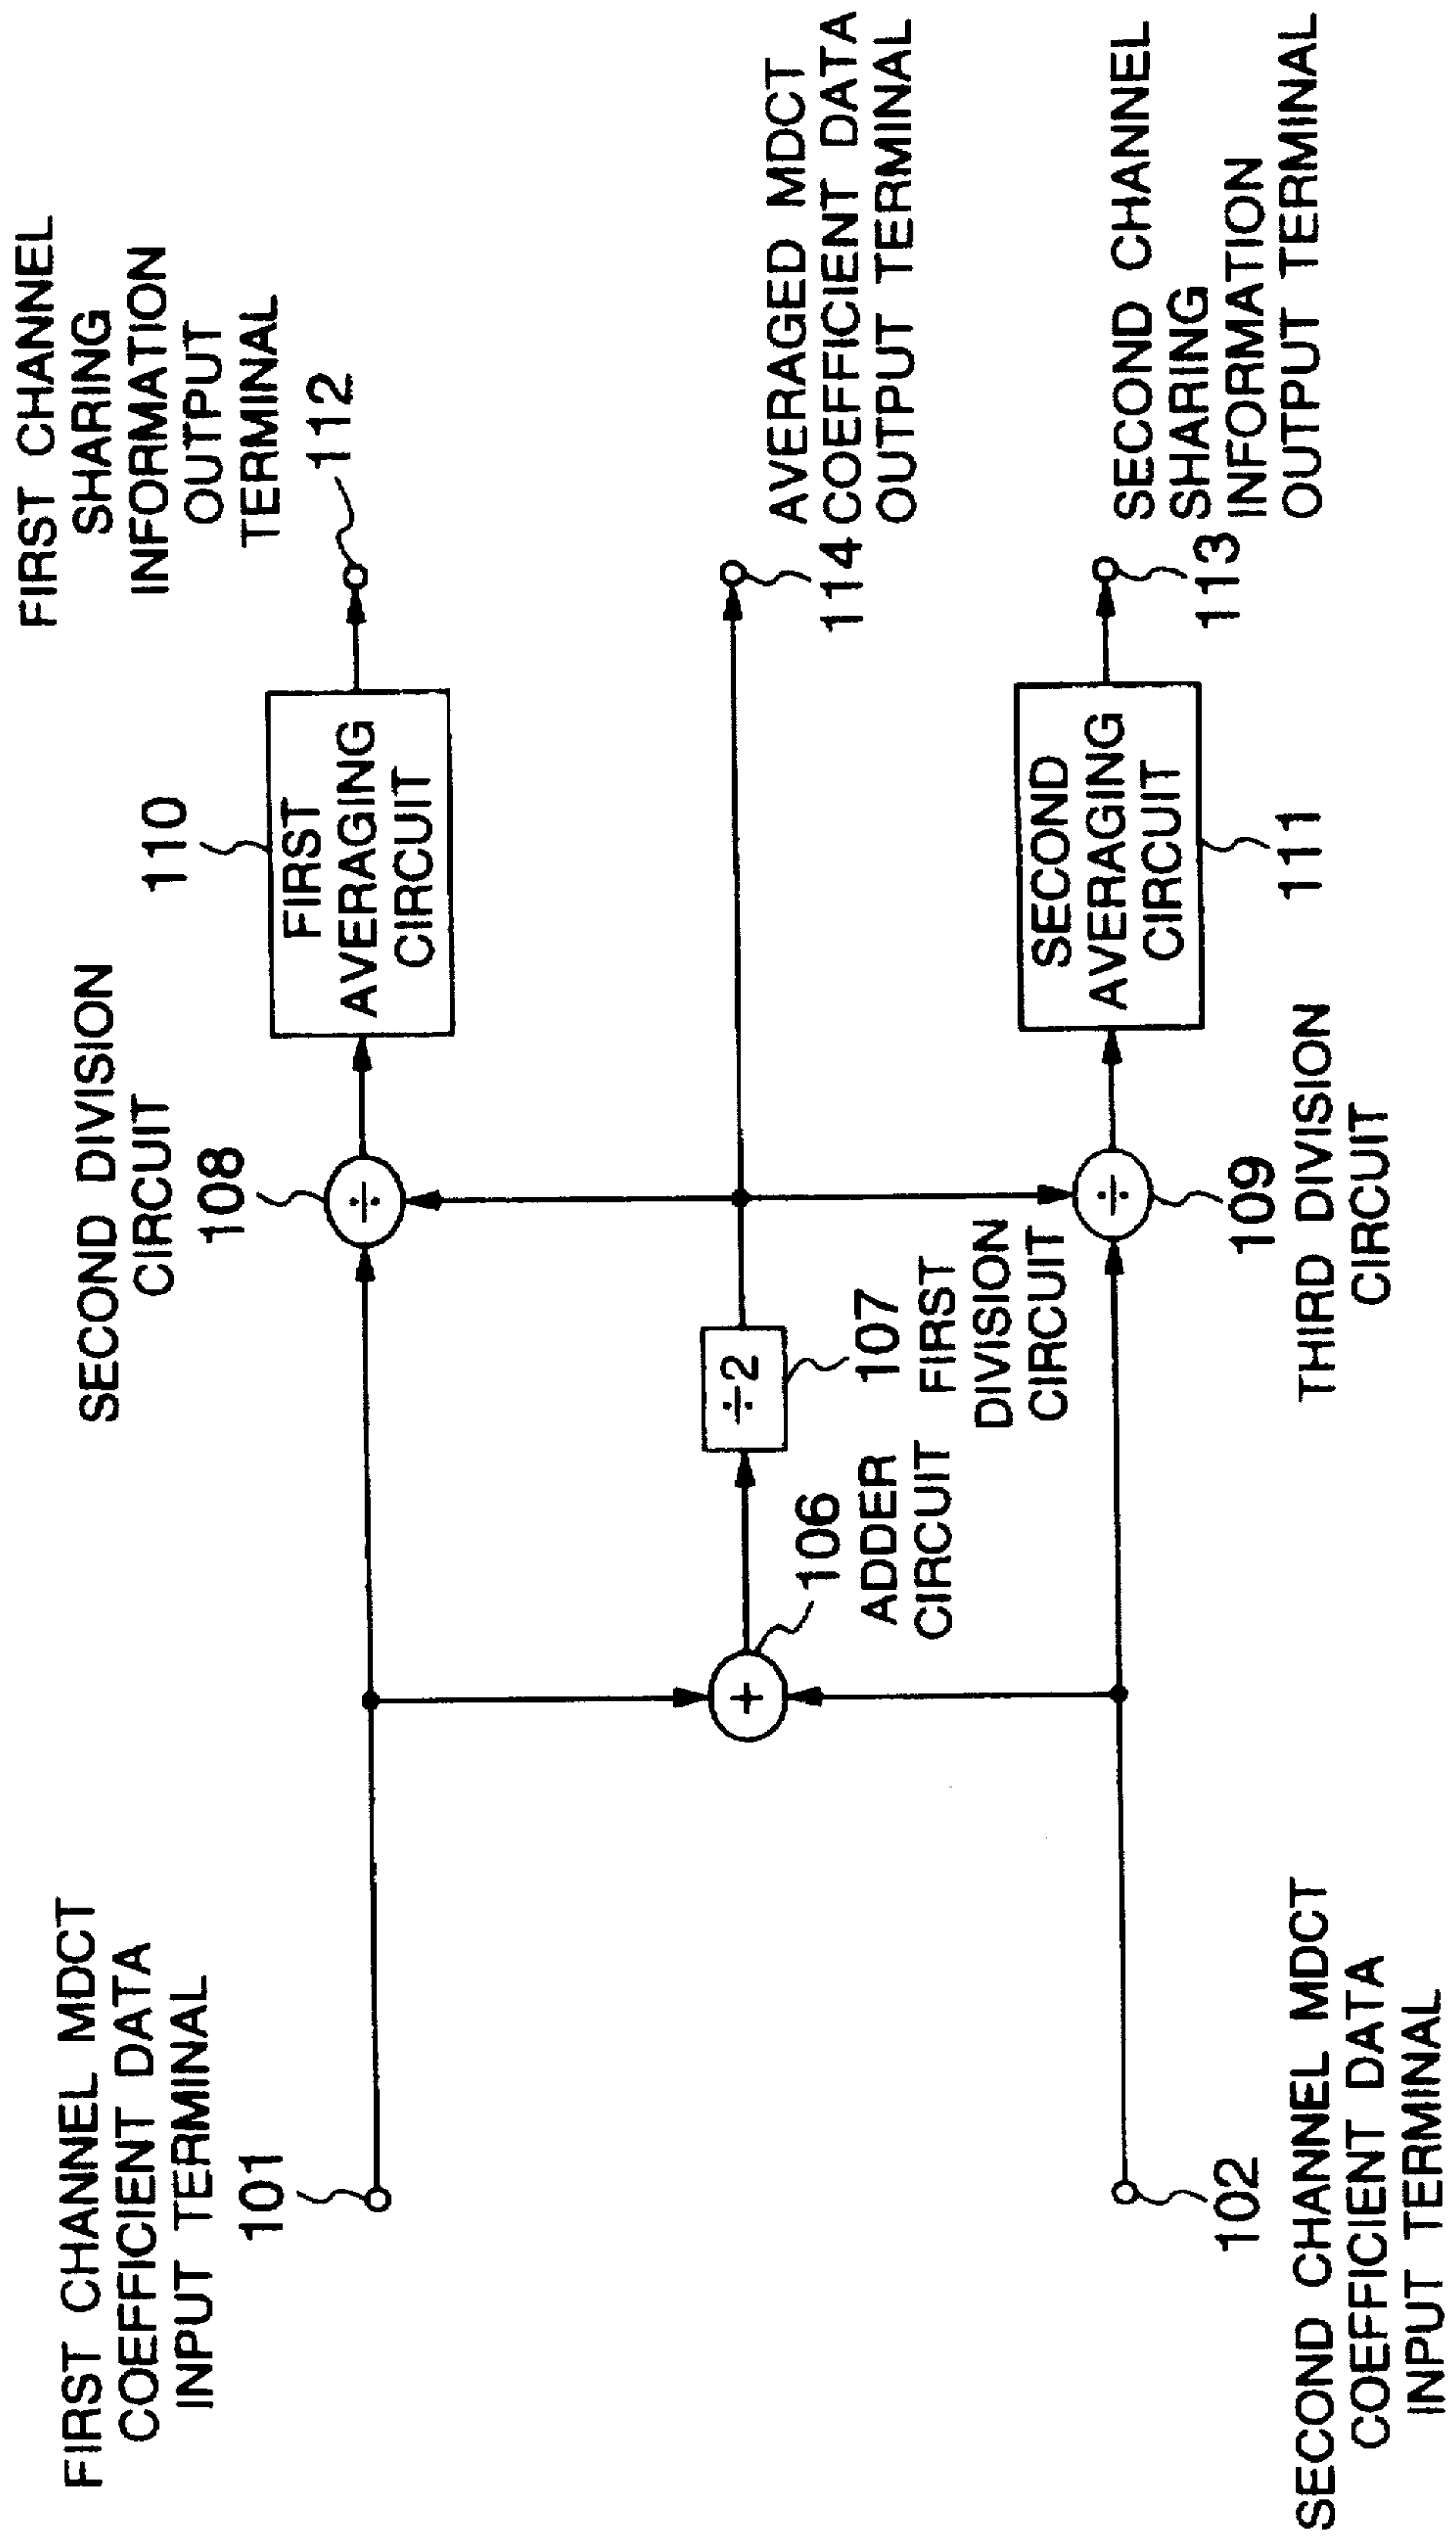 FIRST CHANNEL MDCT
COEFFICIENT DATA
INPUT TERMINAL
101
SECOND DIVISION
CIRCUIT
108
÷
110
FIRST
AVERAGING
CIRCUIT
FIRST CHANNEL
SHARING
INFORMATION
OUTPUT
TERMINAL
112
+
106
ADDER
CIRCUIT
÷2
107
FIRST
DIVISION
CIRCUIT
114
AVERAGED MDCT
COEFFICIENT DATA
OUTPUT TERMINAL
SECOND CHANNEL MDCT
COEFFICIENT DATA
INPUT TERMINAL
102
÷
109
THIRD DIVISION
CIRCUIT
SECOND
AVERAGING
CIRCUIT
111
113
SECOND CHANNEL
SHARING
INFORMATION
OUTPUT TERMINAL